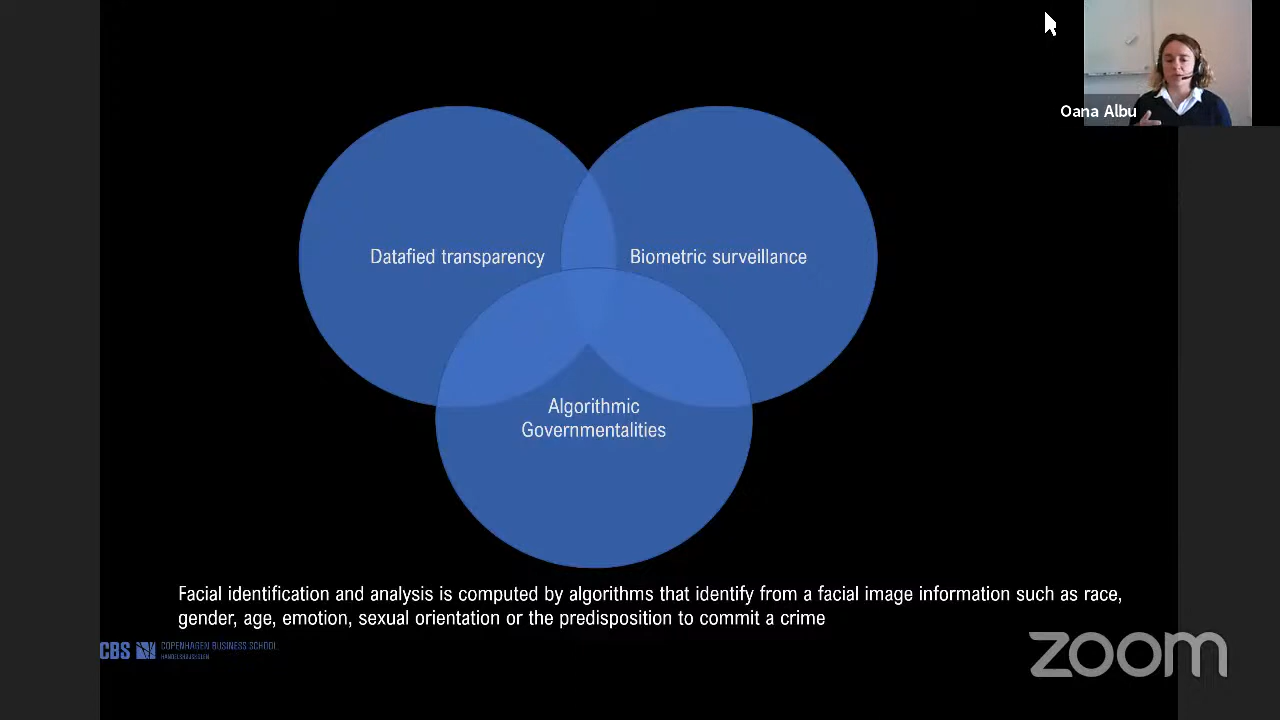 Oana Albu
Datafied transparency
Biometric surveillance
Algorithmic
Governmentalities
Facial identification and analysis is computed by algorithms that identify from a facial image information such as race,
gender, age, emotion, sexual orientation or the predisposition to commit a crime
CBS
COPENHAGEN BUSINESS SCHOOL
HANDELSHØJSKOLEN
zoom